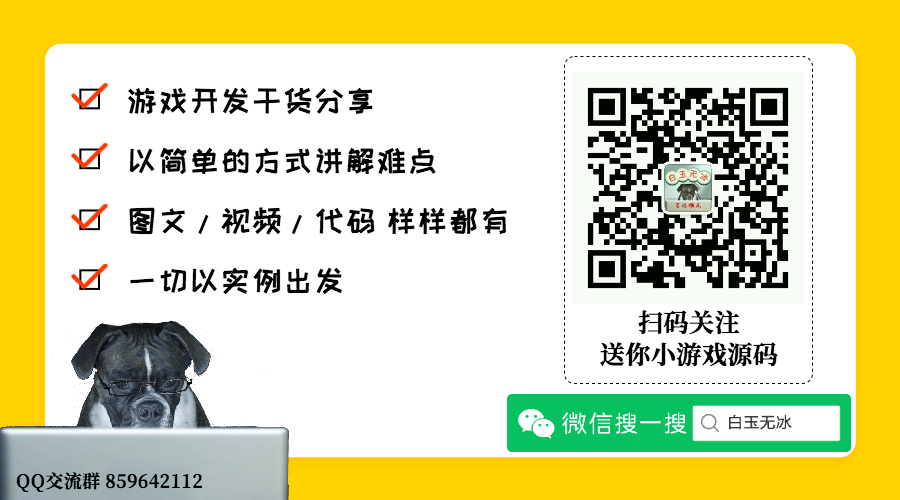 游戏开发干货分享
以简单的方式讲解难点
图文/视频/代码 样样都有
一切以实例出发
白玉无冰
扫码关注
送你小游戏源码
微信搜一搜
白玉无冰
QQ交流群 859642112